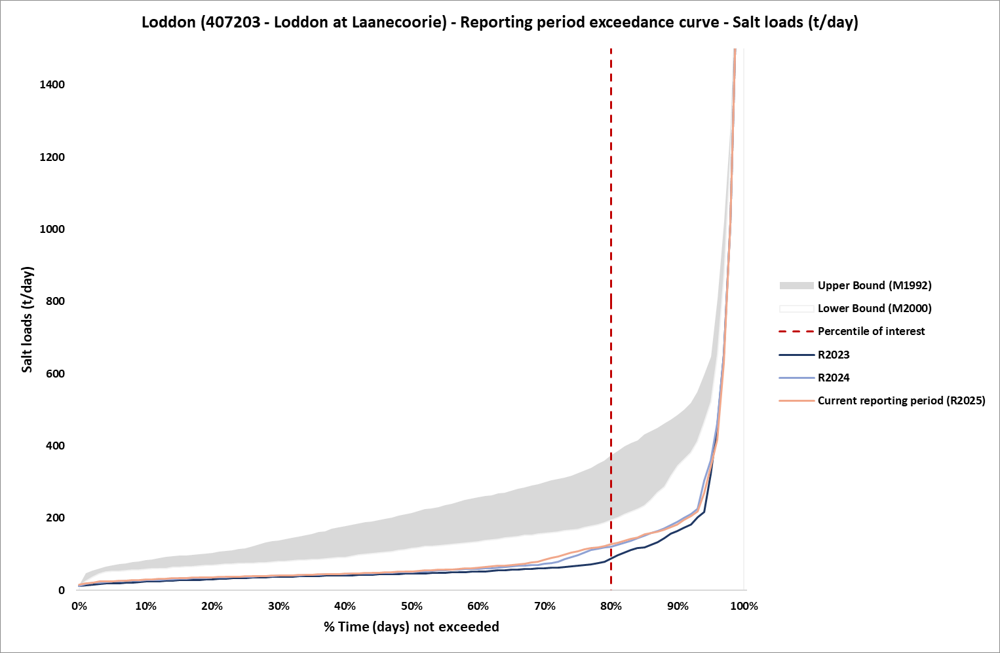 Loddon (407203 - Loddon at Laanecoorie) - Reporting period exceedance curve - Salt loads (t/day)
Salt loads (t/day)
1400
1200
1000
800
600
400
200
0
0% 10% 20% 30% 40% 50% 60% 70% 80% 90% 100%
% Time (days) not exceeded
Upper Bound (M1992)
Lower Bound (M2000)
Percentile of interest
R2023
R2024
Current reporting period (R2025)